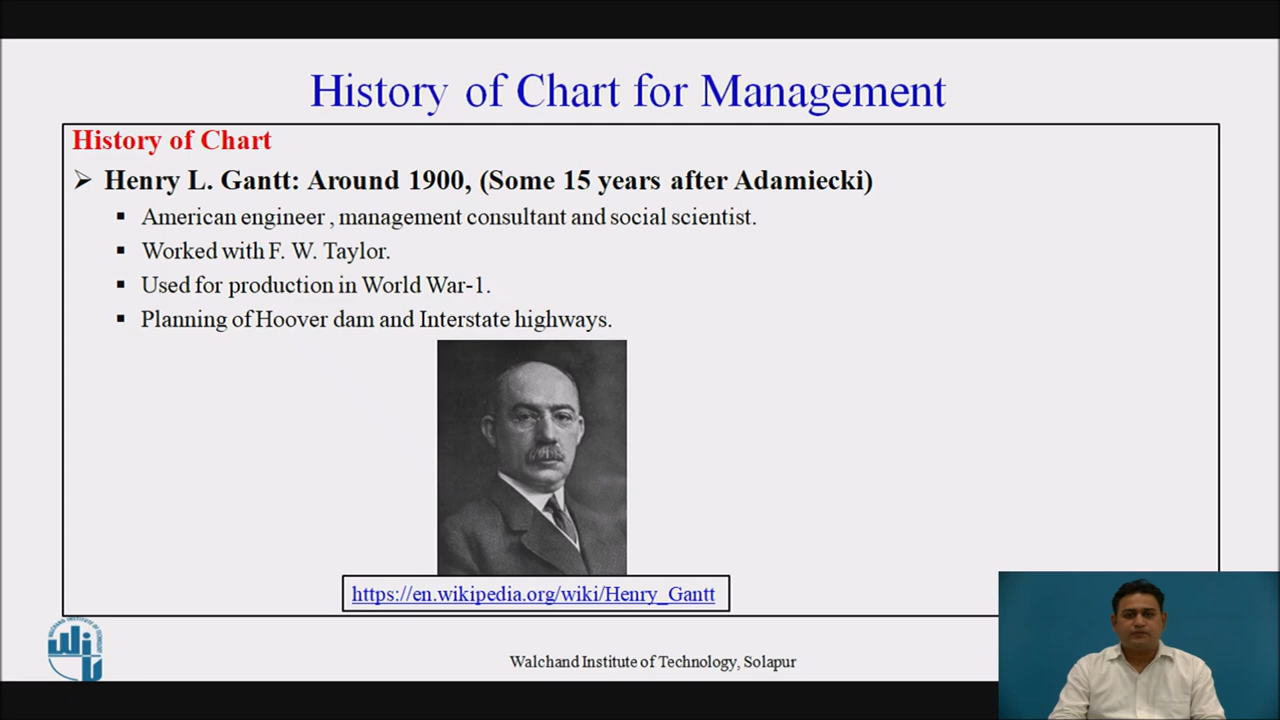 History of Chart for Management
History of Chart
➢ Henry L. Gantt: Around 1900, (Some 15 years after Adamiecki)
▪ American engineer , management consultant and social scientist.
▪ Worked with F. W. Taylor.
▪ Used for production in World War-1.
▪ Planning of Hoover dam and Interstate highways.
https://en.wikipedia.org/wiki/Henry_Gantt
Walchand Institute of Technology, Solapur